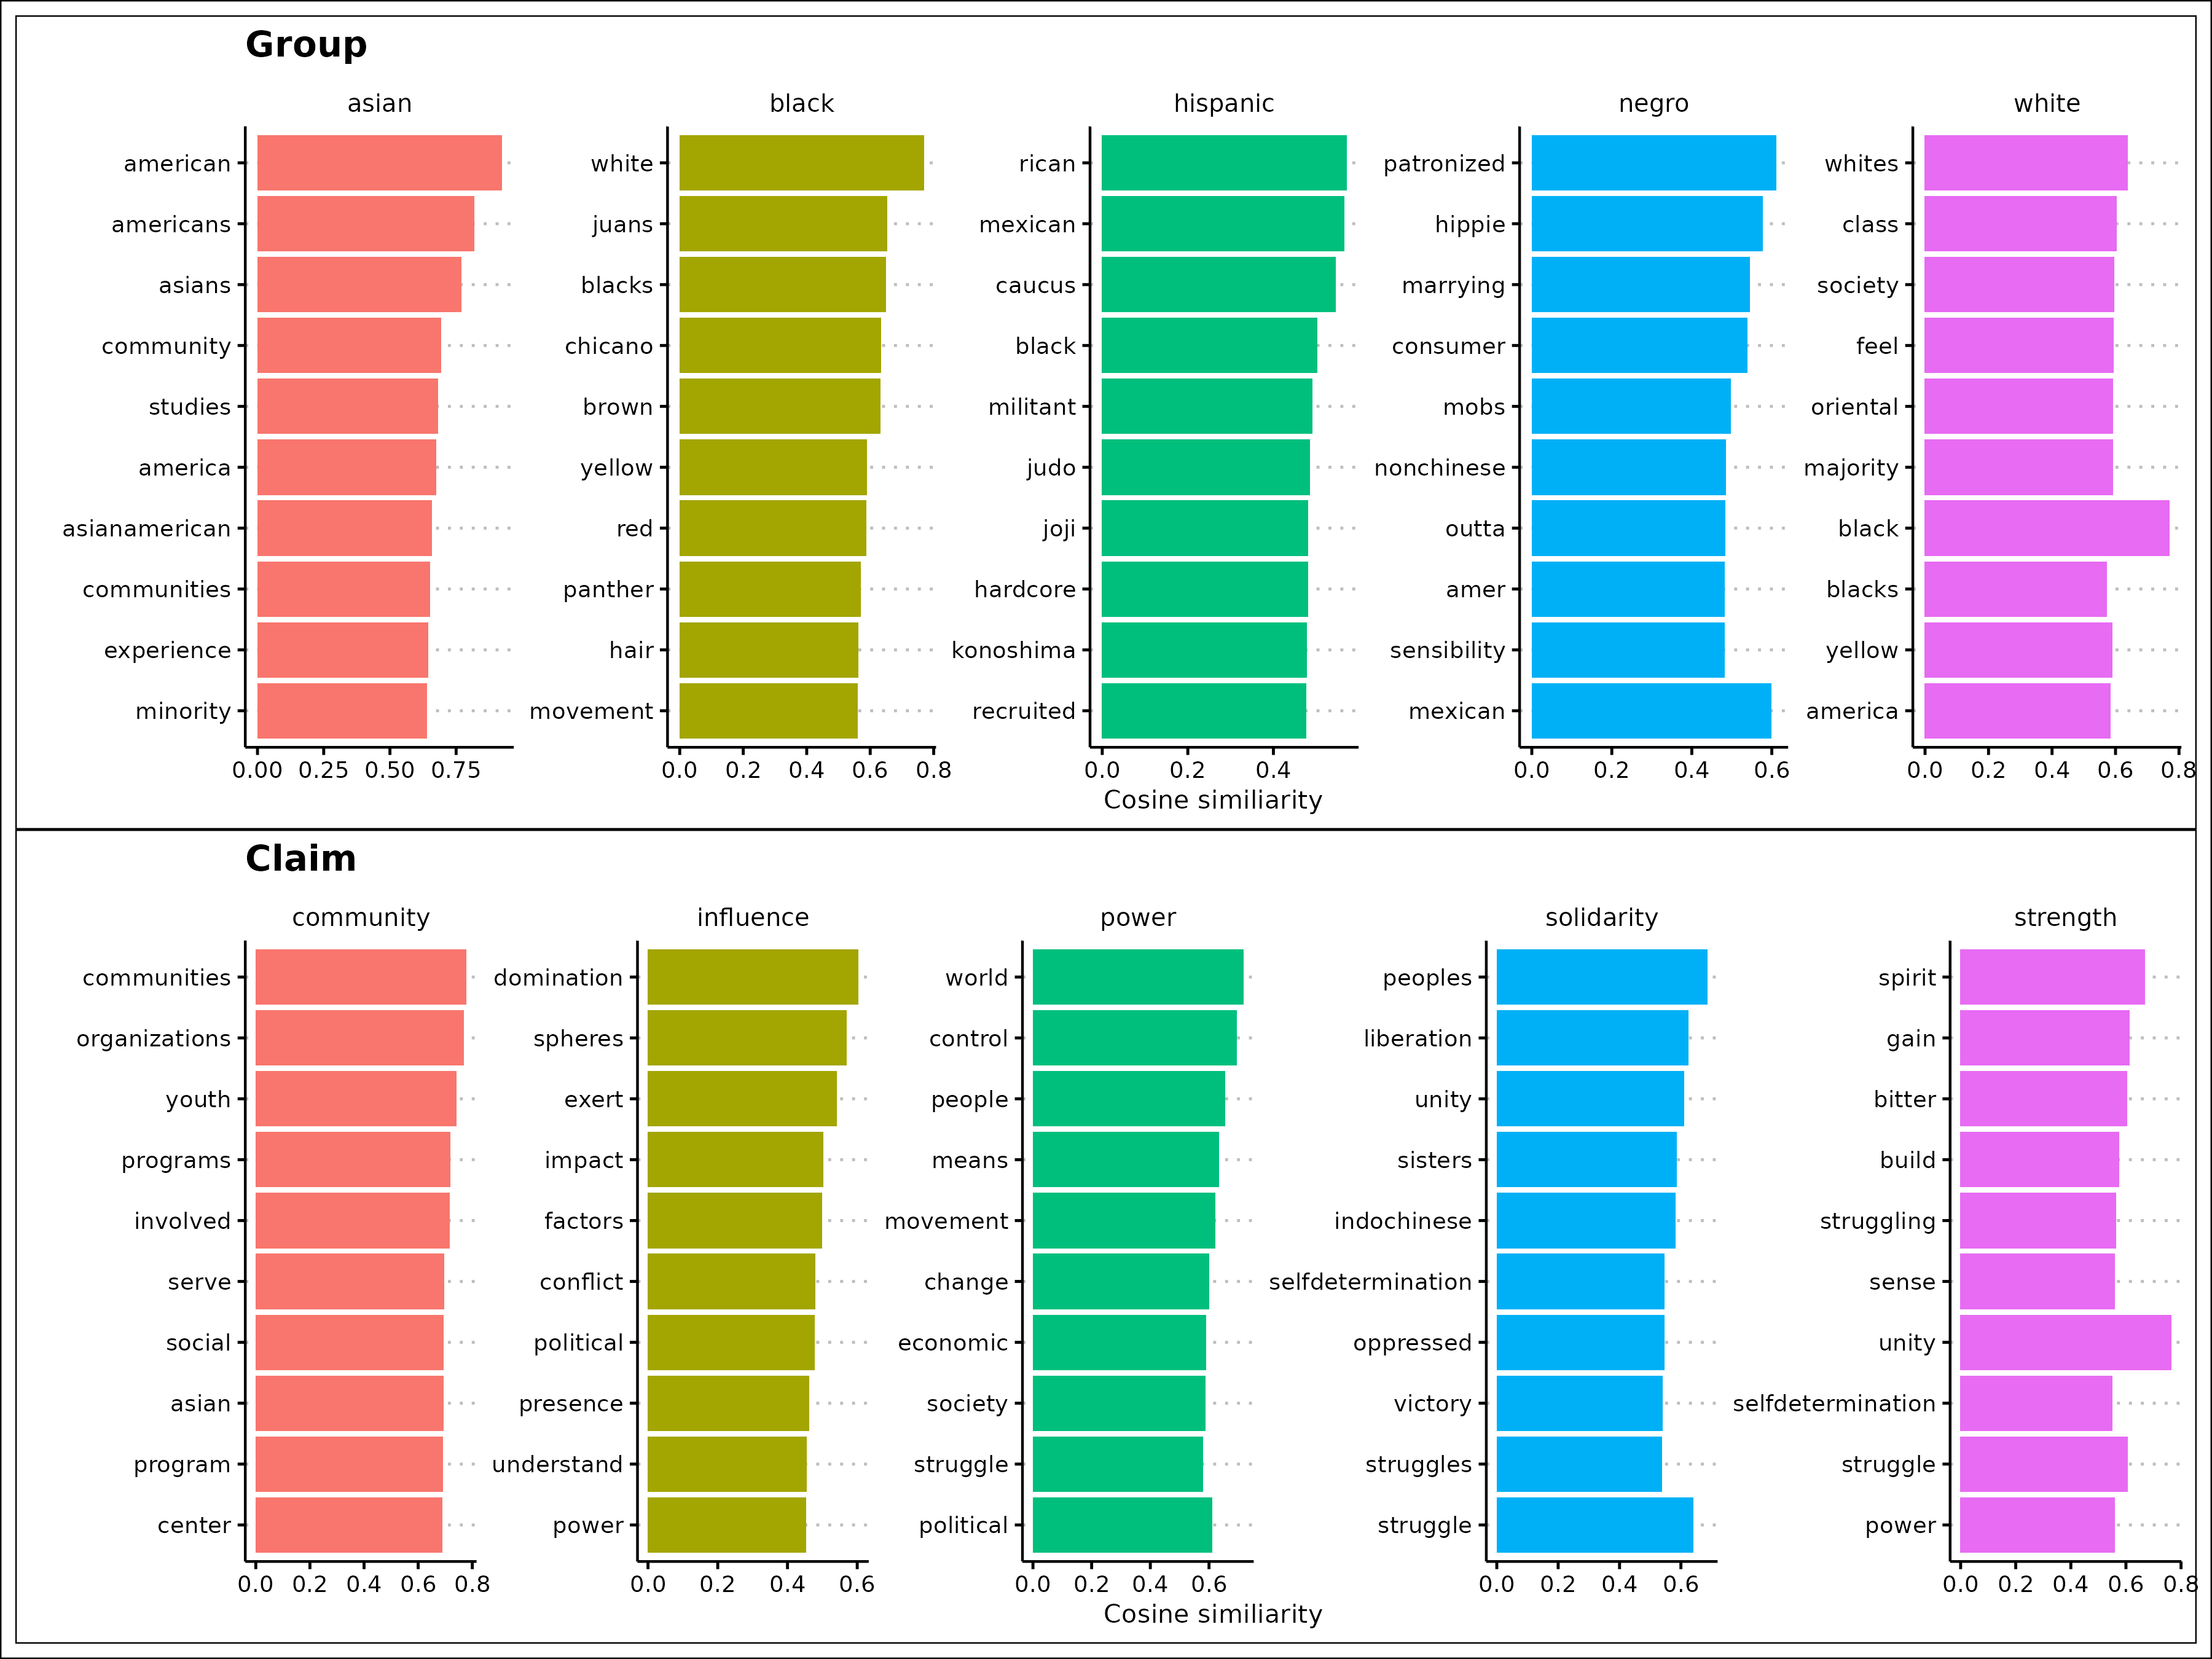 Group
asian black hispanic negro white
american white rican patronized whites
americans juans mexican hippie class
asians blacks caucus marrying society
community chicano black consumer feel
studies brown militant mobs oriental
america yellow judo nonchinese majority
asianamerican red joji outta black
communities panther hardcore amer blacks
experience hair konoshima sensibility yellow
minority movement recruited mexican america
0.00 0.25 0.50 0.75 0.0 0.2 0.4 0.6 0.8 0.0 0.2 0.4 0.0 0.2 0.4 0.6 0.0 0.2 0.4 0.6 0.8
Cosine similiarity
Claim
community influence power solidarity strength
communities domination world peoples spirit
organizations spheres control liberation gain
youth exert people unity bitter
programs impact means sisters build
involved factors movement indochinese struggling
serve conflict change selfdetermination sense
social political economic oppressed unity
asian presence society victory selfdetermination
program understand struggle struggles struggle
center power political struggle power
0.0 0.2 0.4 0.6 0.8 0.0 0.2 0.4 0.6 0.0 0.2 0.4 0.6 0.0 0.2 0.4 0.6 0.0 0.2 0.4 0.6 0.8
Cosine similiarity